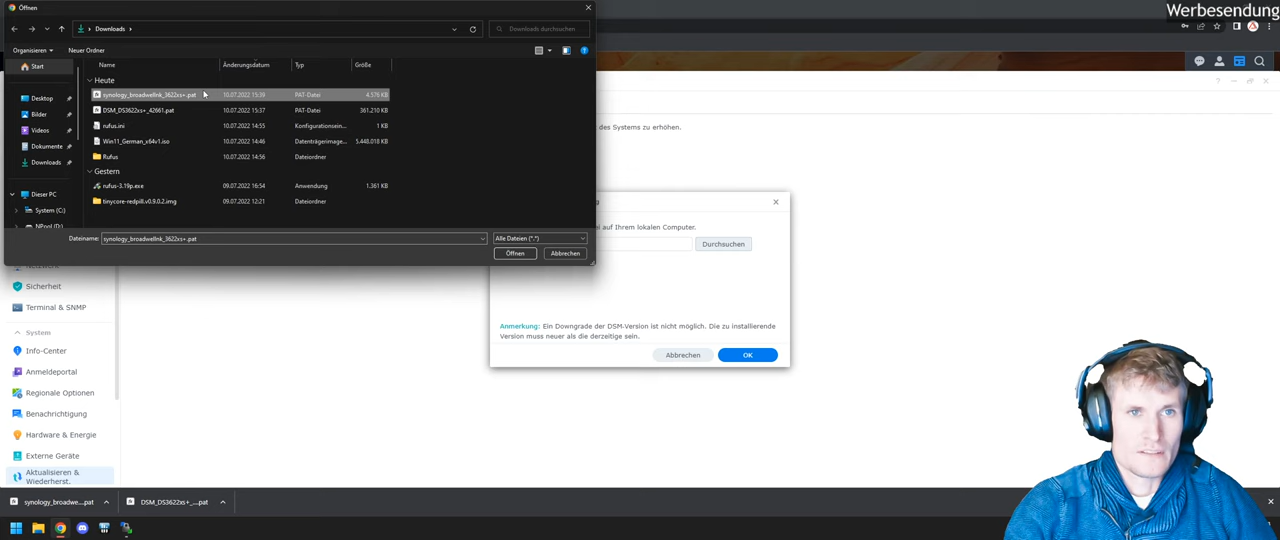 Öffnen
Werbesendung
Downloads
Downloads durchsuchen
Organisieren
Neuer Ordner
Start
Desktop
Bilder
Videos
Dokumente
Downloads
Dieser PC
System (C:)
NPool (D:)
Name
Änderungsdatum
Typ
Größe
Heute
synology_broadwellnk_3622xs+.pat 10.07.2022 15:39 PAT-Datei 4.576 KB
DSM_DS3622xs+_42661.pat 10.07.2022 15:37 PAT-Datei 361.210 KB
rufus.ini 10.07.2022 14:55 Konfigurationsein... 1 KB
Win11_German_x64v1.iso 10.07.2022 14:46 Datenträgerimage... 5.448.018 KB
Rufus 10.07.2022 14:56 Dateiordner
Gestern
rufus-3.19p.exe 09.07.2022 16:54 Anwendung 1.361 KB
tinycore-redpill.v0.9.0.2.img 09.07.2022 12:21 Dateiordner
Dateiname: synology_broadwellnk_3622xs+.pat
Alle Dateien (*.*)
Öffnen
Abbrechen
des Systems zu erhöhen.
auf Ihrem lokalen Computer.
Durchsuchen
Anmerkung: Ein Downgrade der DSM-Version ist nicht möglich. Die zu installierende
Version muss neuer als die derzeitige sein.
Abbrechen
OK
Sicherheit
Terminal & SNMP
System
Info-Center
Anmeldeportal
Regionale Optionen
Benachrichtigung
Hardware & Energie
Externe Geräte
Aktualisieren &
Wiederherst.
synology_broadwe....pat
DSM_DS3622xs+_....pat